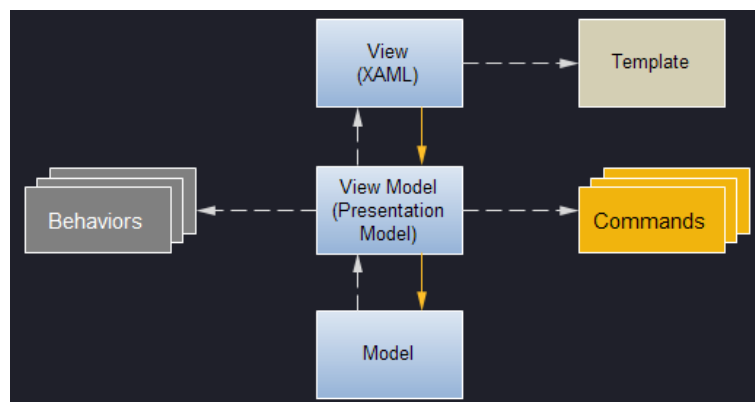 View
(XAML)
Template
Behaviors
View Model
(Presentation
Model)
Commands
Model